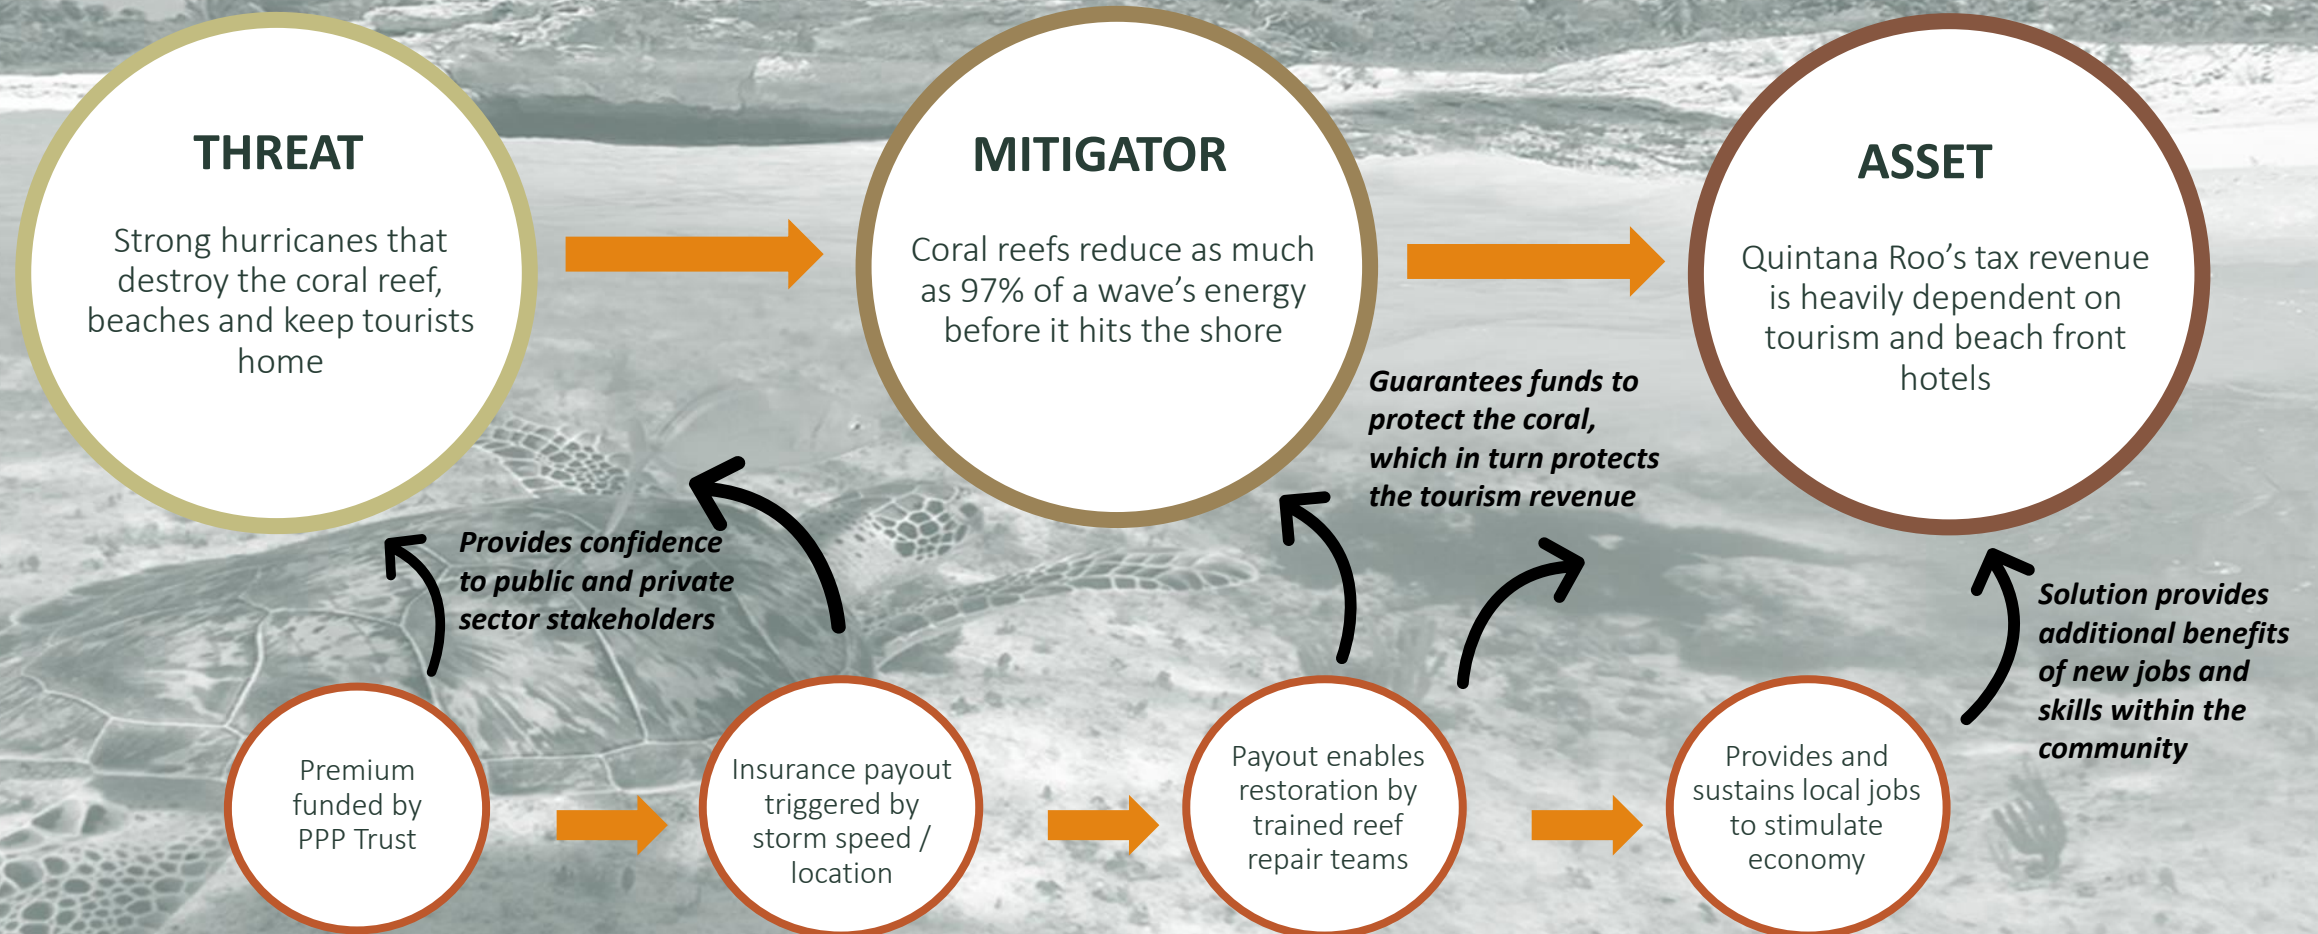 THREAT
Strong hurricanes that
destroy the coral reef,
beaches and keep tourists
home
MITIGATOR
Coral reefs reduce as much
as 97% of a wave’s energy
before it hits the shore
ASSET
Quintana Roo’s tax revenue
is heavily dependent on
tourism and beach front
hotels
Provides confidence
to public and private
sector stakeholders
Guarantees funds to
protect the coral,
which in turn protects
the tourism revenue
Solution provides
additional benefits
of new jobs and
skills within the
community
Premium
funded by
PPP Trust
Insurance payout
triggered by
storm speed /
location
Payout enables
restoration by
trained reef
repair teams
Provides and
sustains local jobs
to stimulate
economy